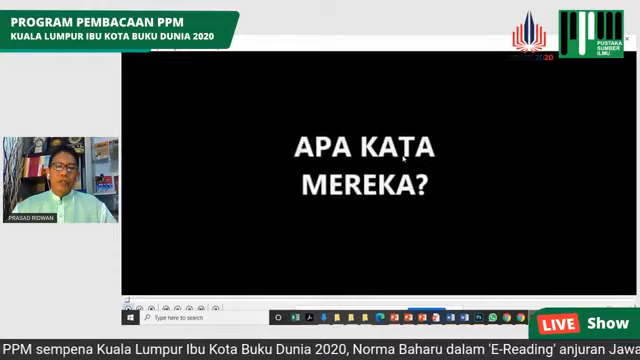 PROGRAM PEMBACAAN PPM
KUALA LUMPUR IBU KOTA BUKU DUNIA 2020
2020
PUSTAKA
SUMBER
ILMU
APA KATA
MEREKA?
PRASAD RIDWAN
Type here to search
LIVE Show
PPM sempena Kuala Lumpur Ibu Kota Buku Dunia 2020, Norma Baharu dalam 'E-Reading' anjuran Jawa